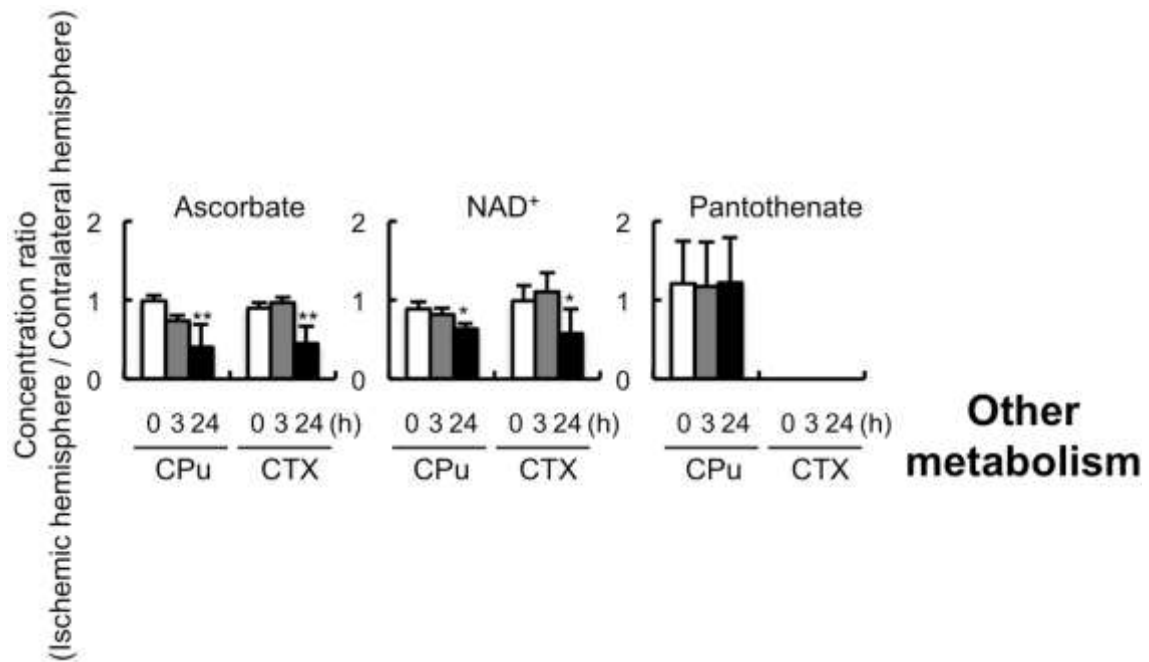 Concentration ratio
(Ischemic hemisphere / Contralateral hemisphere)
Ascorbate
2
1
0
**
**
0 3 24 0 3 24 (h)
CPu CTX
NAD⁺
2
1
0
*
*
0 3 24 0 3 24 (h)
CPu CTX
Pantothenate
2
1
0
0 3 24 0 3 24 (h)
CPu CTX
Other
metabolism